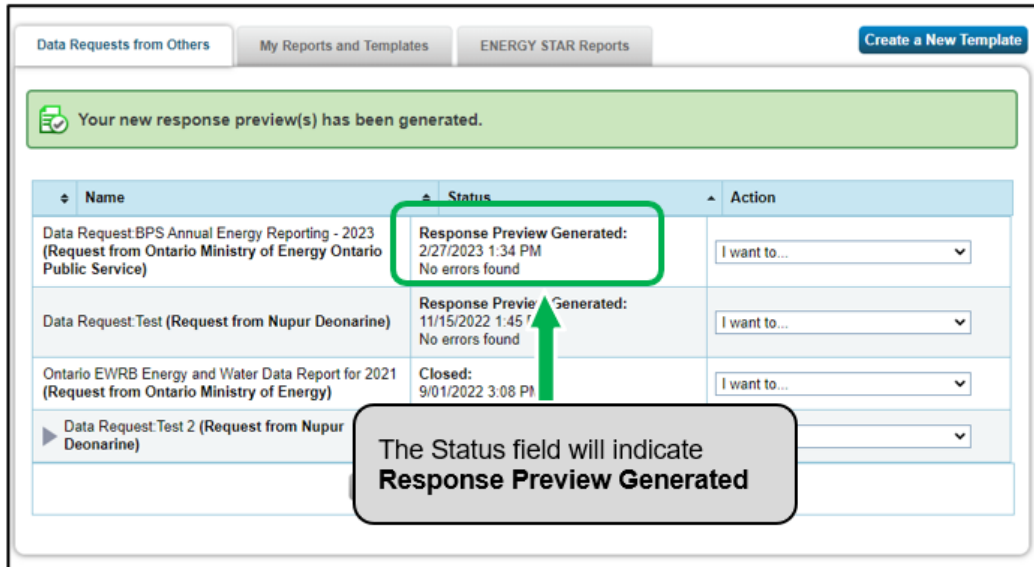 Data Requests from Others
My Reports and Templates
ENERGY STAR Reports
Create a New Template
Your new response preview(s) has been generated.
Name
Status
Action
Data Request:BPS Annual Energy Reporting - 2023
(Request from Ontario Ministry of Energy Ontario
Public Service)
Response Preview Generated:
2/27/2023 1:34 PM
No errors found
I want to...
Data Request:Test (Request from Nupur Deonarine)
Response Preview Generated:
11/15/2022 1:45
No errors found
I want to...
Ontario EWRB Energy and Water Data Report for 2021
(Request from Ontario Ministry of Energy)
Closed:
9/01/2022 3:08 PM
I want to...
Data Request:Test 2 (Request from Nupur
Deonarine)
The Status field will indicate
Response Preview Generated